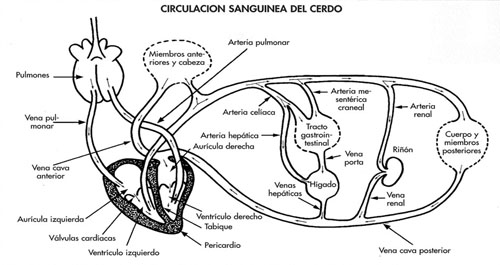 CIRCULACION SANGUINEA DEL CERDO
Miembros ante-
riores y cabeza
Arteria pulmonar
Pulmones
Arteria celíaca
Arteria me-
sentérica
craneal
Arteria
renal
Vena pul-
monar
Arteria hepática
Aurícula derecha
Tracto
gastroin-
testinal
Cuerpo y
miembros
posteriores
Riñón
Vena
porta
Vena cava
anterior
Venas
hepáticas
Hígado
Vena
renal
Aurícula izquierda
Válvulas cardiacas
Ventrículo izquierdo
Ventrículo derecho
Tabique
Pericardio
Vena cava posterior